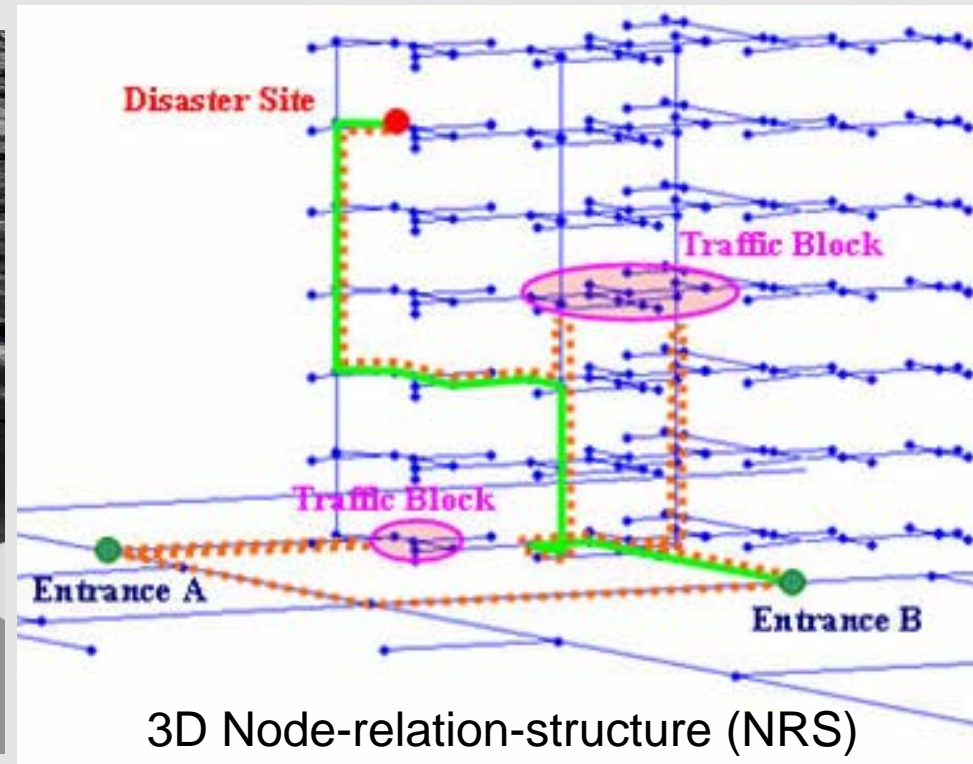 Disaster Site
Traffic Block
Traffic Block
Entrance A
Entrance B
3D Node-relation-structure (NRS)